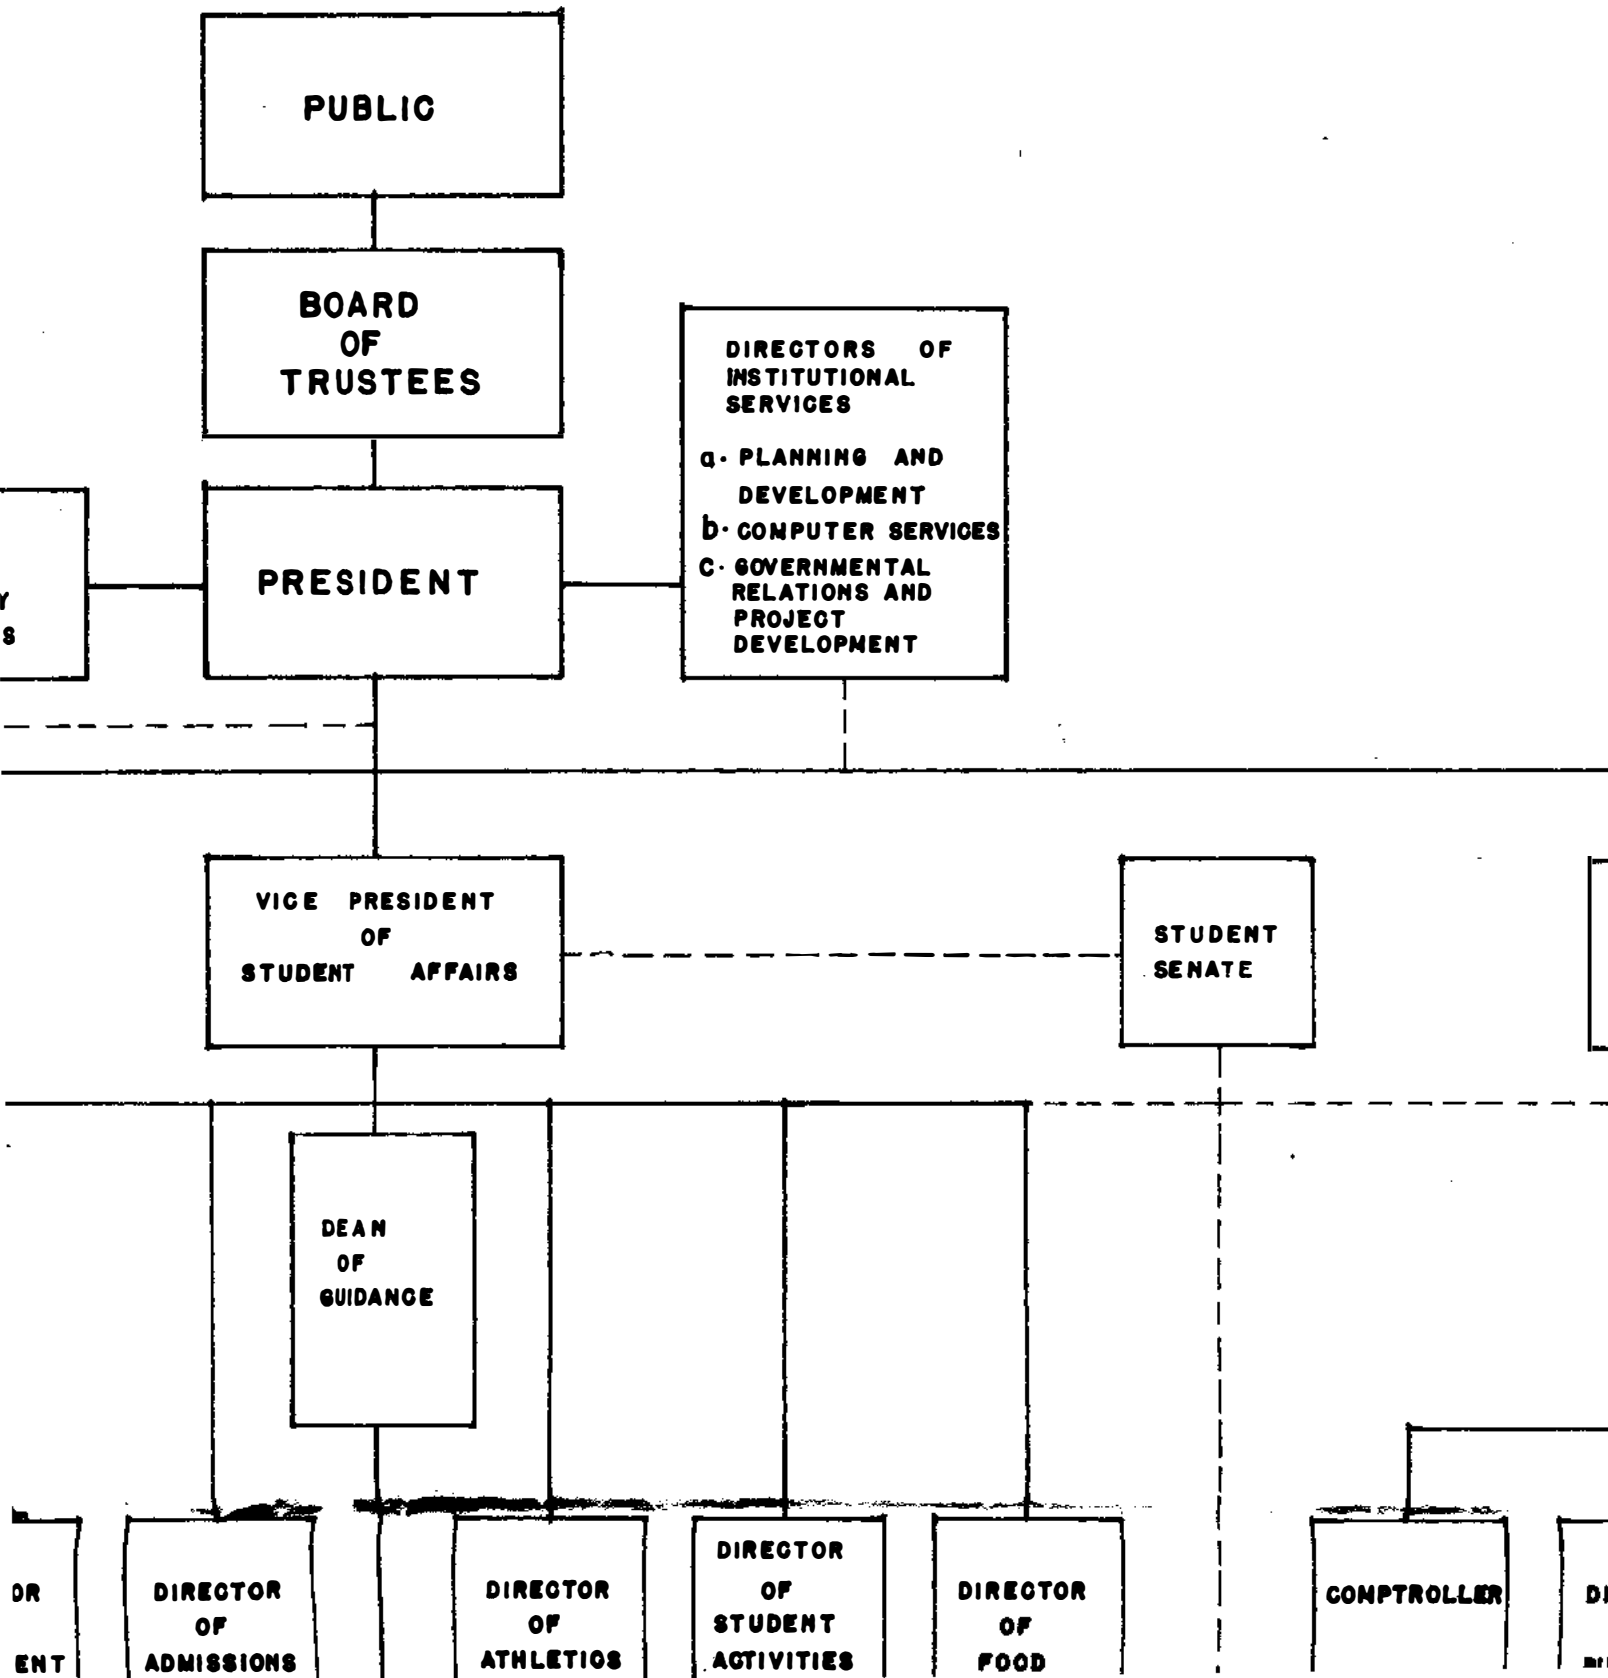 PUBLIC
BOARD
OF
TRUSTEES
DIRECTORS OF
INSTITUTIONAL
SERVICES
a. PLANNING AND
DEVELOPMENT
b. COMPUTER SERVICES
c. GOVERNMENTAL
RELATIONS AND
PROJECT
DEVELOPMENT
PRESIDENT
Y
S
VICE PRESIDENT
OF
STUDENT AFFAIRS
STUDENT
SENATE
DEAN
OF
GUIDANCE
OR
ENT
DIRECTOR
OF
ADMISSIONS
DIRECTOR
OF
ATHLETICS
DIRECTOR
OF
STUDENT
ACTIVITIES
DIRECTOR
OF
FOOD
COMPTROLLER